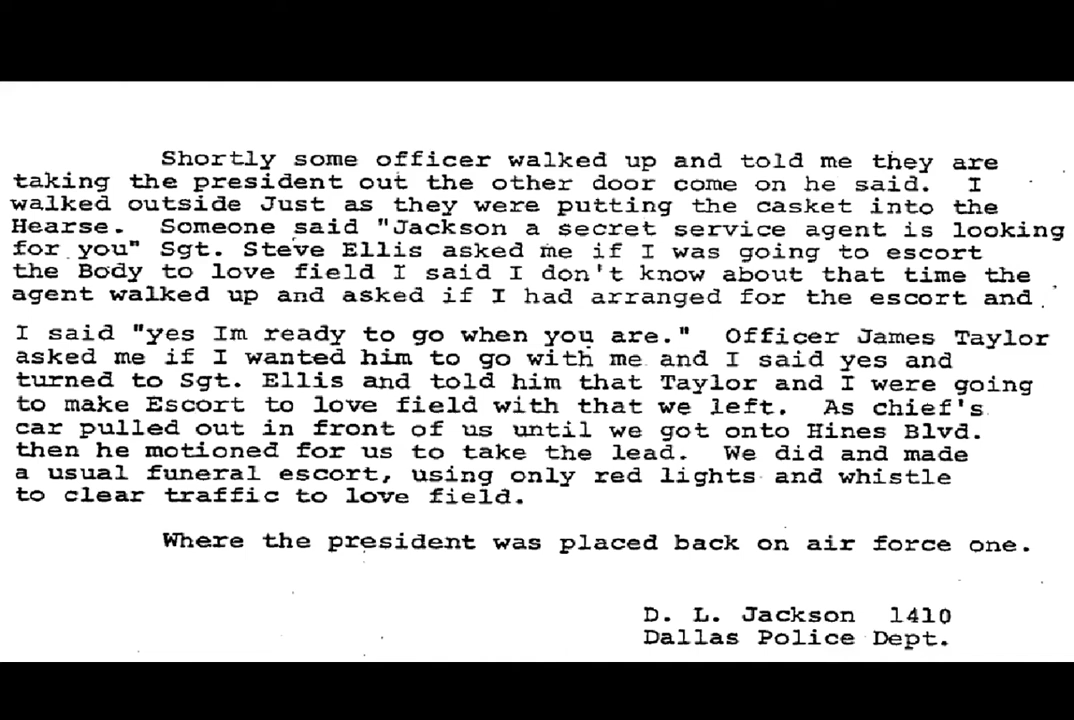 Shortly some officer walked up and told me they are
taking the president out the other door come on he said. I
walked outside Just as they were putting the casket into the
Hearse. Someone said "Jackson a secret service agent is looking
for you" Sgt. Steve Ellis asked me if I was going to escort
the Body to love field I said I don't know about that time the
agent walked up and asked if I had arranged for the escort and
I said "yes Im ready to go when you are." Officer James Taylor
asked me if I wanted him to go with me and I said yes and
turned to Sgt. Ellis and told him that Taylor and I were going
to make Escort to love field with that we left. As chief's
car pulled out in front of us until we got onto Hines Blvd.
then he motioned for us to take the lead. We did and made
a usual funeral escort, using only red lights and whistle
to clear traffic to love field.
Where the president was placed back on air force one.
D. L. Jackson 1410
Dallas Police Dept.